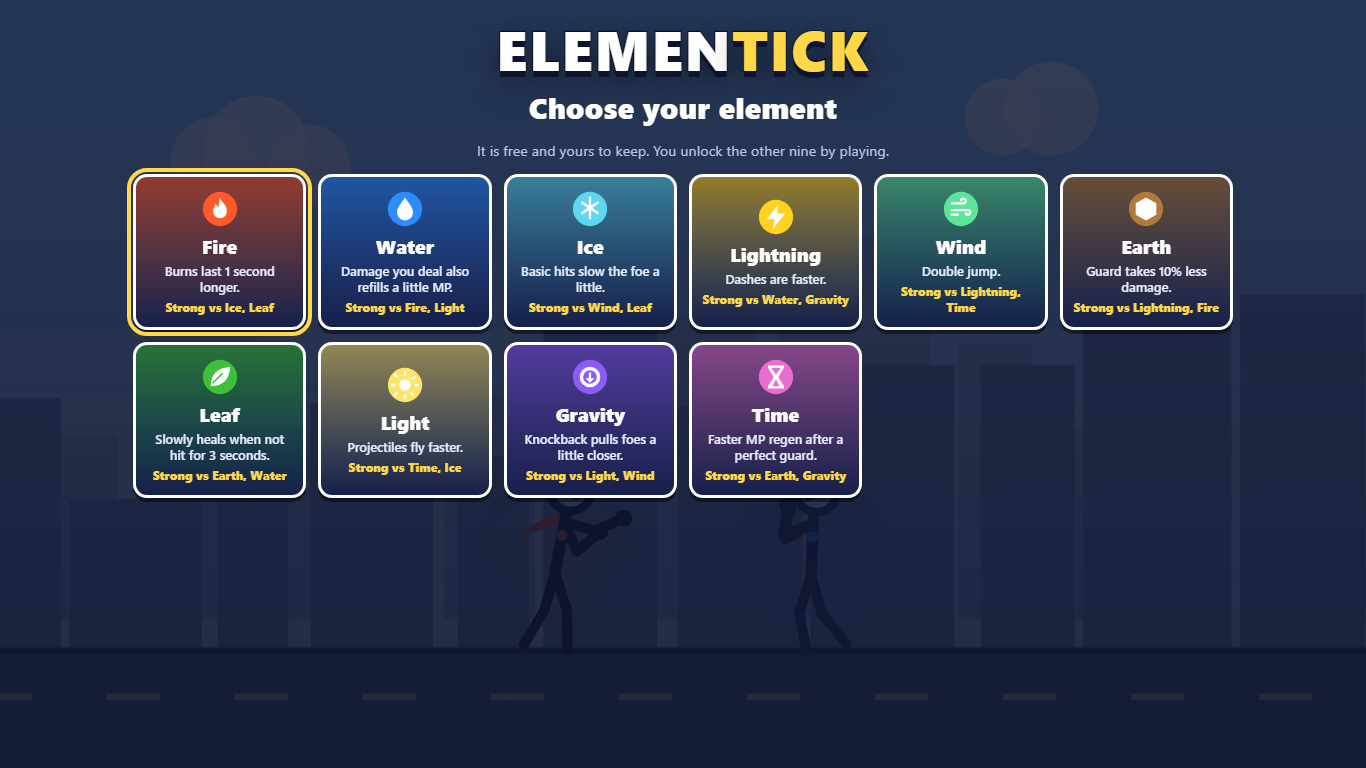 ELEMENTICK
Choose your element
It is free and yours to keep. You unlock the other nine by playing.
Fire
Burns last 1 second
longer.
Strong vs Ice, Leaf
Water
Damage you deal also
refills a little MP.
Strong vs Fire, Light
Ice
Basic hits slow the foe a
little.
Strong vs Wind, Leaf
Lightning
Dashes are faster.
Strong vs Water, Gravity
Wind
Double jump.
Strong vs Lightning,
Time
Earth
Guard takes 10% less
damage.
Strong vs Lightning, Fire
Leaf
Slowly heals when not
hit for 3 seconds.
Strong vs Earth, Water
Light
Projectiles fly faster.
Strong vs Time, Ice
Gravity
Knockback pulls foes a
little closer.
Strong vs Light, Wind
Time
Faster MP regen after a
perfect guard.
Strong vs Earth, Gravity